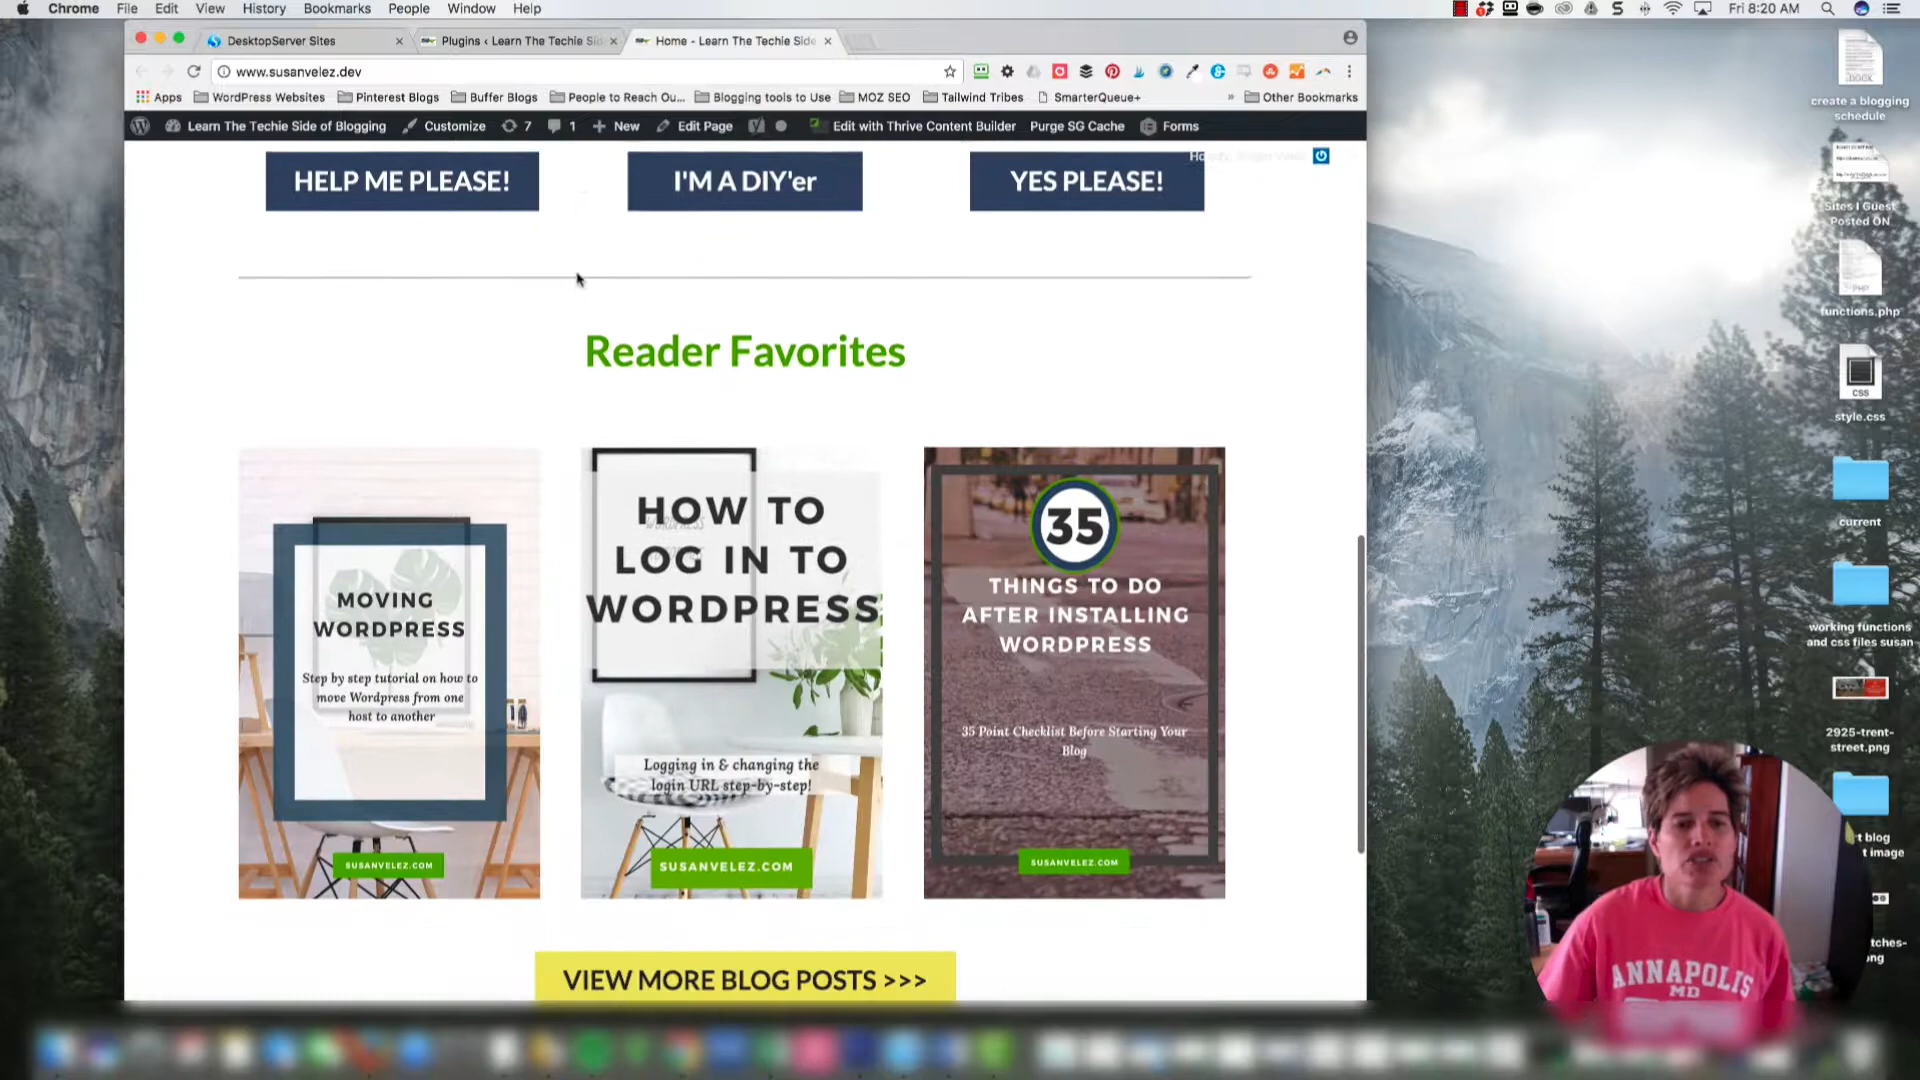 Chrome File Edit View History Bookmarks People Window Help
Fri 8:20 AM
DesktopServer Sites
Plugins ‹ Learn The Techie Sid
Home - Learn The Techie Side
www.susanvelez.dev
Apps WordPress Websites Pinterest Blogs Buffer Blogs People to Reach Ou... Blogging tools to Use MOZ SEO Tailwind Tribes SmarterQueue+ » Other Bookmarks
Learn The Techie Side of Blogging Customize 7 1 New Edit Page Edit with Thrive Content Builder Purge SG Cache Forms
HELP ME PLEASE!
I'M A DIY'er
YES PLEASE!
Reader Favorites
MOVING
WORDPRESS
Step by step tutorial on how to
move Wordpress from one
host to another
SUSANVELEZ.COM
HOW TO
LOG IN TO
WORDPRESS
Logging in & changing the
login URL step-by-step!
SUSANVELEZ.COM
35
THINGS TO DO
AFTER INSTALLING
WORDPRESS
35 Point Checklist Before Starting Your
Blog
SUSANVELEZ.COM
VIEW MORE BLOG POSTS >>>
DOCX
create a blogging
schedule
Sites I Guest
Posted ON
PHP
functions.php
CSS
style.css
current
working functions
and css files susan
2925-trent-
street.png
t blog
t image
tches-
ng
ANNAPOLIS
MD